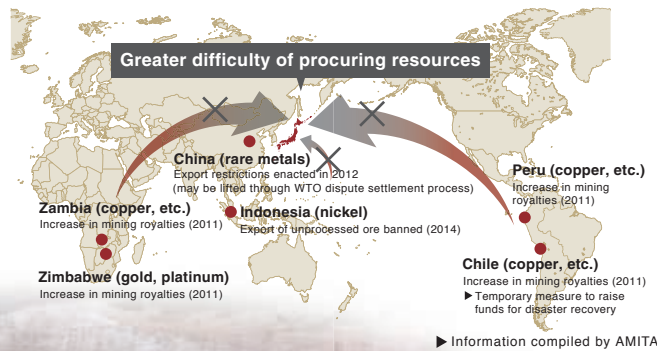 Greater difficulty of procuring resources
China (rare metals)
Export restrictions enacted in 2012
(may be lifted through WTO dispute settlement process)
Peru (copper, etc.)
Increase in mining
royalties (2011)
Zambia (copper, etc.)
Increase in mining royalties (2011)
Indonesia (nickel)
Export of unprocessed ore banned (2014)
Zimbabwe (gold, platinum)
Increase in mining royalties (2011)
Chile (copper, etc.)
Increase in mining royalties (2011)
▶ Temporary measure to raise
funds for disaster recovery
▶ Information compiled by AMITA